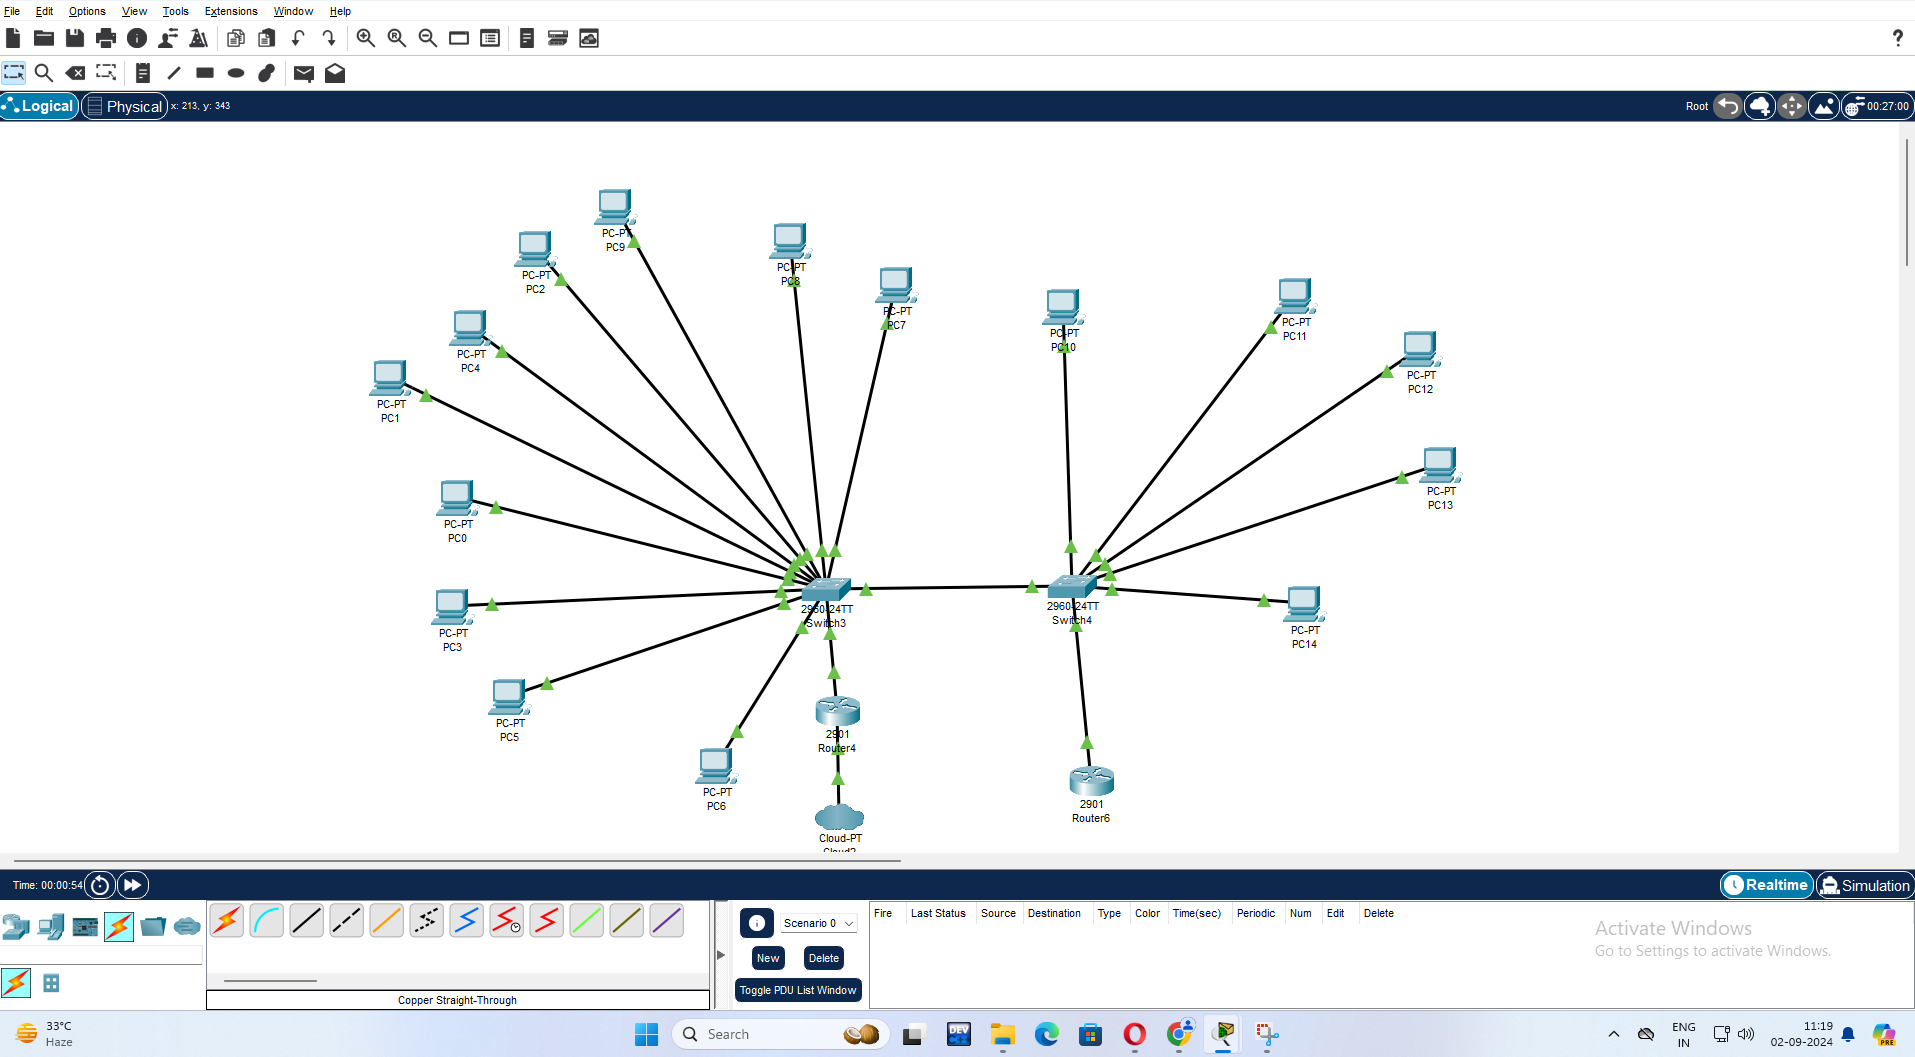 File Edit Options View Tools Extensions Window Help
?
Logical Physical x: 213, y: 343 Root 00:27:00
PC-PT
PC9
PC-PT
PC8
PC-PT
PC2
PC-PT
PC7
PC-PT
PC10
PC-PT
PC11
PC-PT
PC4
PC-PT
PC12
PC-PT
PC1
PC-PT
PC13
PC-PT
PC0
PC-PT
PC3
2960-24TT
Switch3
2960-24TT
Switch4
PC-PT
PC14
PC-PT
PC5
2901
Router4
PC-PT
PC6
2901
Router6
Cloud-PT
Cloud2
Time: 00:00:54 Realtime Simulation
Scenario 0
New Delete
Toggle PDU List Window
Fire Last Status Source Destination Type Color Time(sec) Periodic Num Edit Delete
Copper Straight-Through
Activate Windows
Go to Settings to activate Windows.
33°C
Haze
Search
DEV
PRE
ENG
IN
11:19
02-09-2024